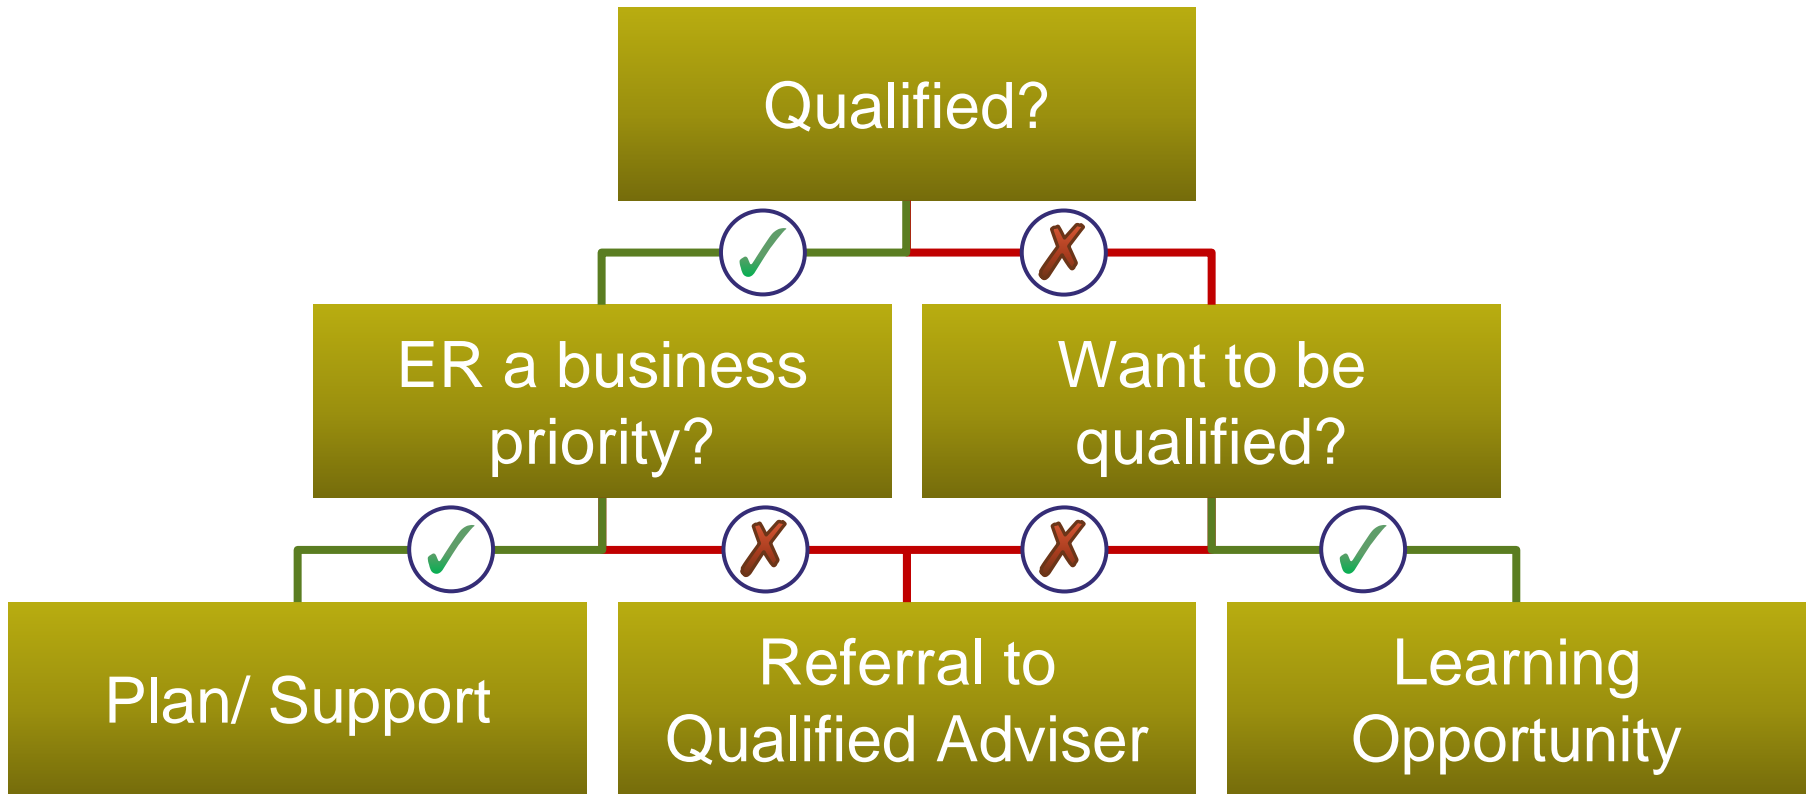 Qualified?
ER a business
priority?
Want to be
qualified?
Plan/ Support
Referral to
Qualified Adviser
Learning
Opportunity